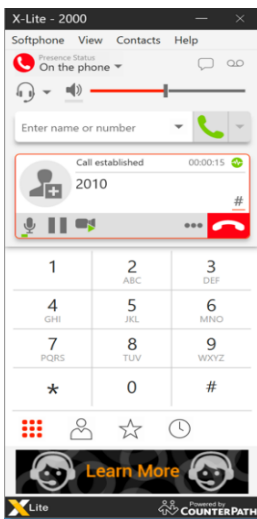 X-Lite - 2000
Softphone View Contacts Help
Presence Status
On the phone
Enter name or number
Call established 00:00:15
2010
#
1 2 3
ABC DEF
4 5 6
GHI JKL MNO
7 8 9
PQRS TUV WXYZ
* 0 #
Learn More
X Lite Powered by
COUNTERPATH